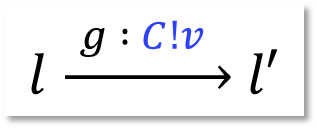 g : C!v
l ⟶ l′